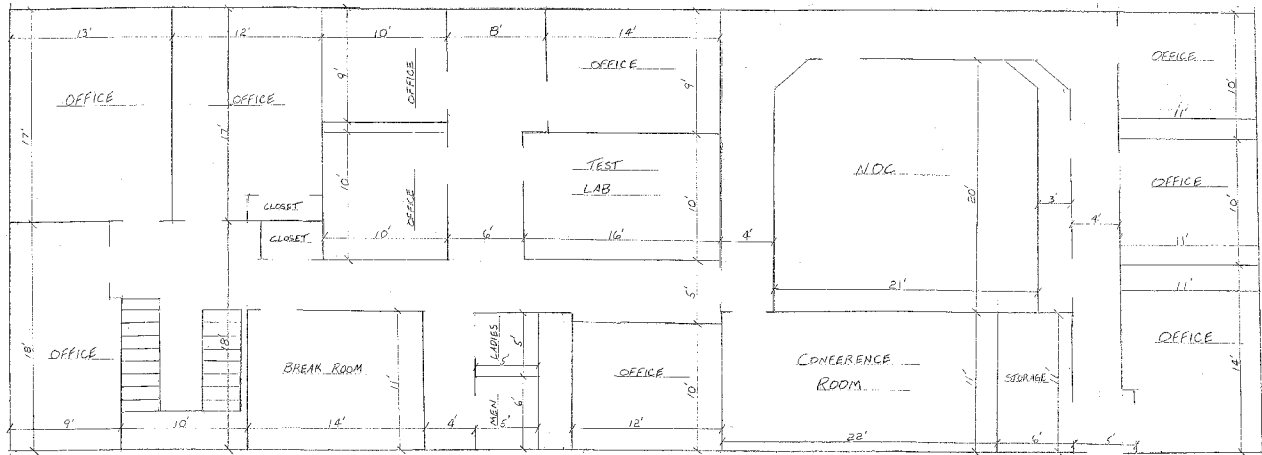 13'
12'
10'
8'
14'
OFFICE
OFFICE
9'
OFFICE
OFFICE
9'
OFFICE
10'
11'
17'
17'
10'
OFFICE
TEST
LAB
10'
NOC
20'
3'
OFFICE
10'
CLOSET
CLOSET
10'
6'
16'
4'
4'
11'
11'
21'
5'
OFFICE
18'
18'
BREAK ROOM
11'
LADIES
5'
5'
MEN
6'
5'
OFFICE
10'
CONFERENCE
ROOM
11'
STORAGE
11'
OFFICE
14'
9'
10'
14'
4'
12'
22'
6'
5'